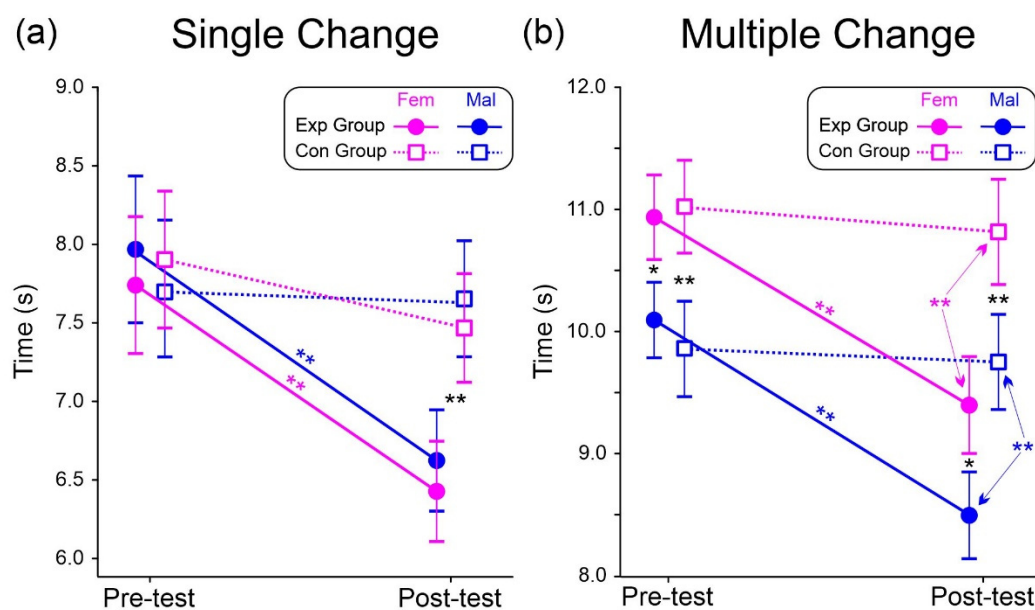 (a) Single Change
Fem Mal
Exp Group
Con Group
Time (s)
9.0
8.5
8.0
7.5
7.0
6.5
6.0
**
**
**
Pre-test Post-test
(b) Multiple Change
Fem Mal
Exp Group
Con Group
Time (s)
12.0
11.0
10.0
9.0
8.0
*
**
**
**
**
**
**
*
Pre-test Post-test